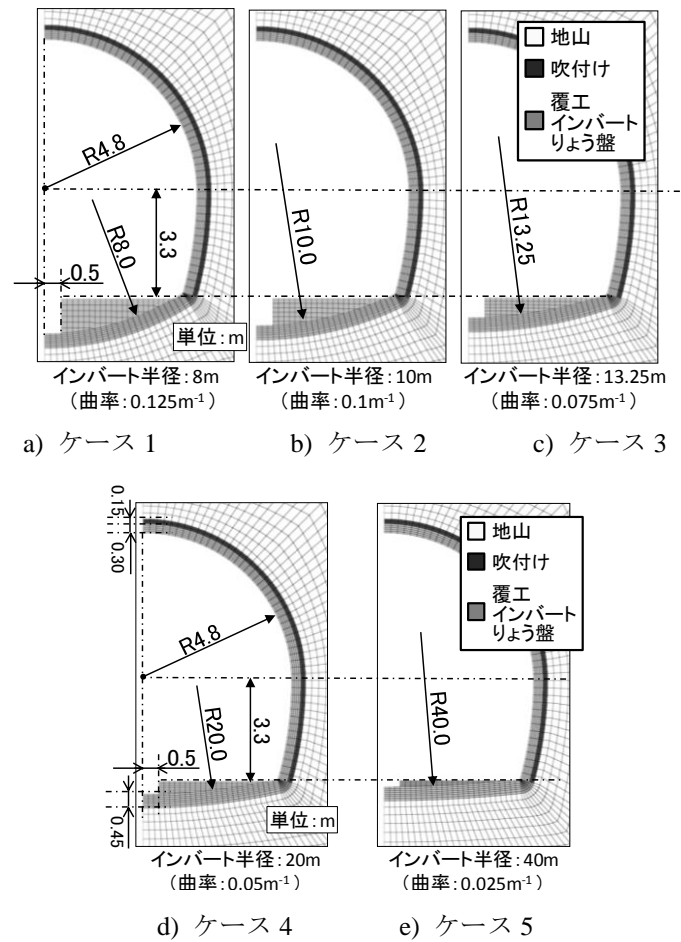 地山
吹付け
覆工
インバート
りょう盤
R4.8
R8.0
3.3
0.5
単位:m
R10.0
R13.25
インバート半径:8m
(曲率:0.125m⁻¹)
インバート半径:10m
(曲率:0.1m⁻¹)
インバート半径:13.25m
(曲率:0.075m⁻¹)
a) ケース 1
b) ケース 2
c) ケース 3
0.15
0.30
R4.8
R20.0
3.3
0.5
0.45
単位:m
地山
吹付け
覆工
インバート
りょう盤
R40.0
インバート半径:20m
(曲率:0.05m⁻¹)
インバート半径:40m
(曲率:0.025m⁻¹)
d) ケース 4
e) ケース 5